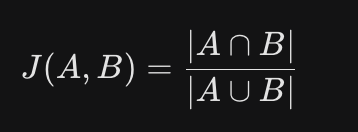 J(A, B) = |A ∩ B| / |A ∪ B|